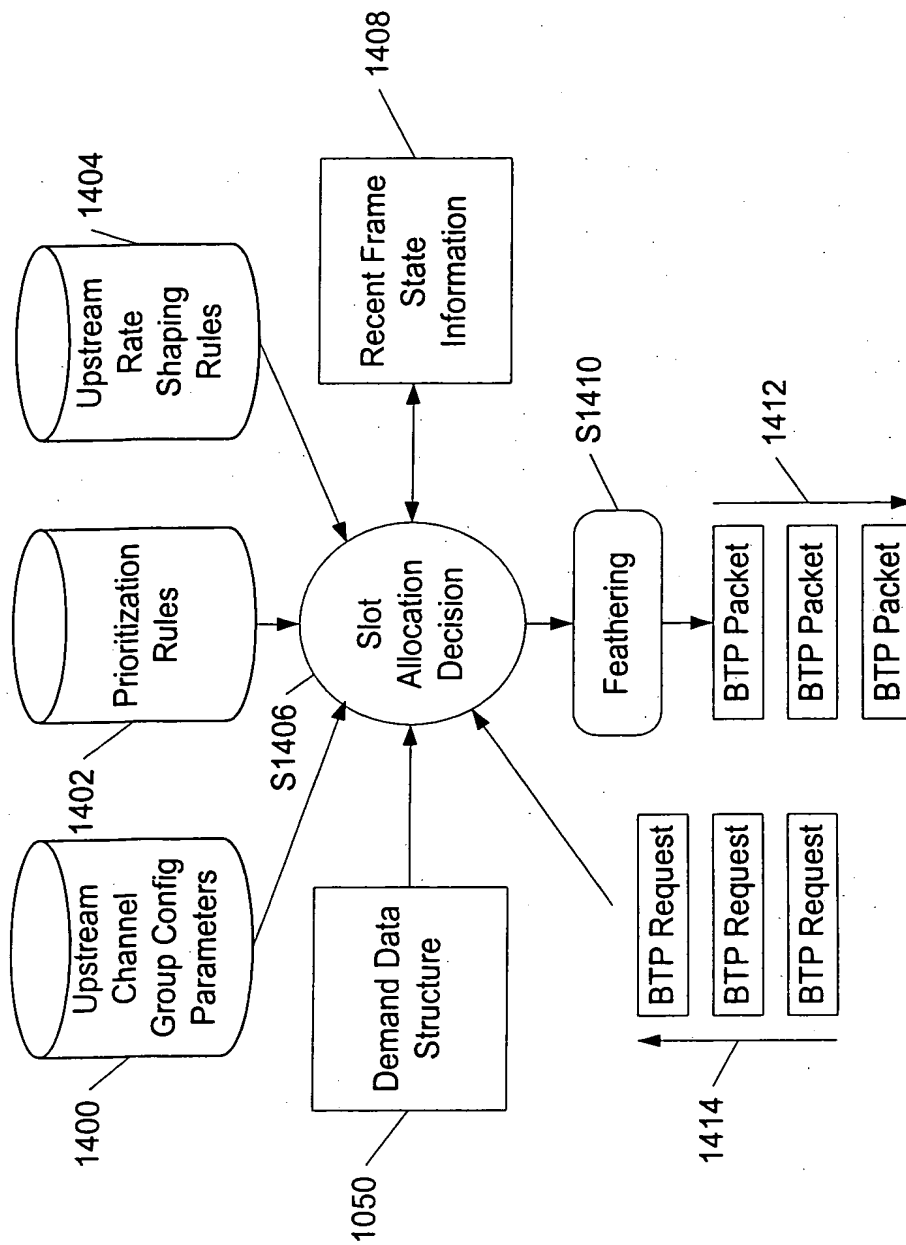 1400
Upstream
Channel
Group Config
Parameters
1402
Prioritization
Rules
1404
Upstream
Rate
Shaping
Rules
S1406
Slot
Allocation
Decision
1050
Demand Data
Structure
1408
Recent Frame
State
Information
S1410
Feathering
1414
BTP Request
BTP Request
BTP Request
1412
BTP Packet
BTP Packet
BTP Packet